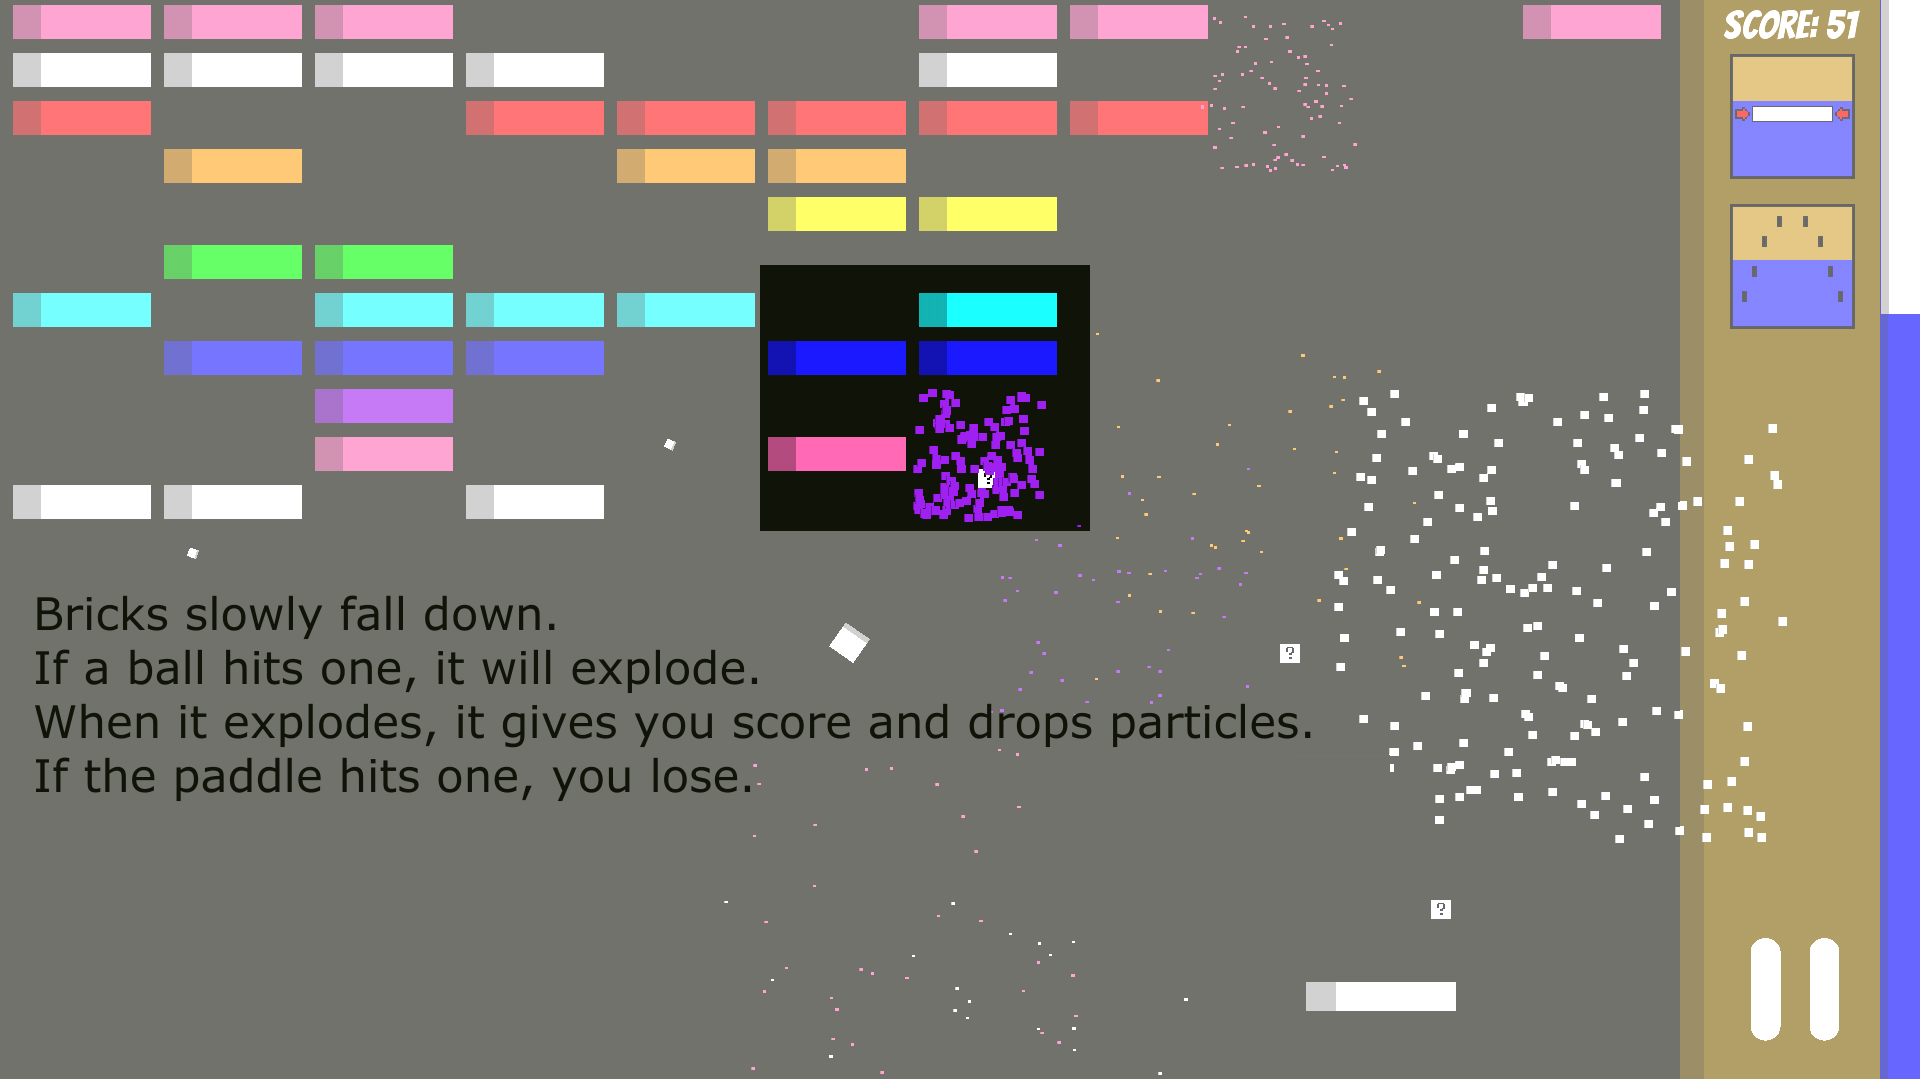 SCORE: 51
?
Bricks slowly fall down.
If a ball hits one, it will explode.
?
When it explodes, it gives you score and drops particles.
If the paddle hits one, you lose.
?